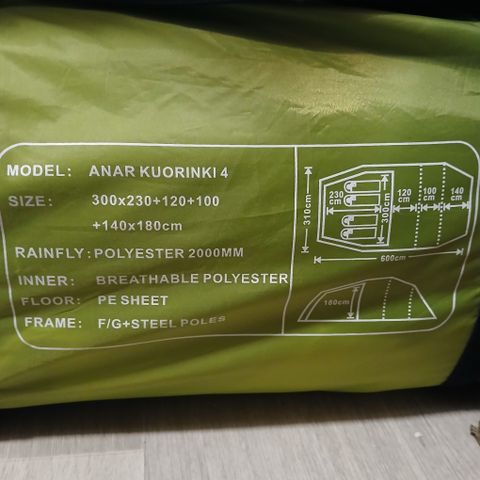 MODEL: ANAR KUORINKI 4
SIZE: 300x230+120+100
+140x180cm
RAINFLY: POLYESTER 2000MM
INNER: BREATHABLE POLYESTER
FLOOR: PE SHEET
FRAME: F/G+STEEL POLES
310cm
230 cm
300cm
120 cm
100 cm
140 cm
600cm
180cm